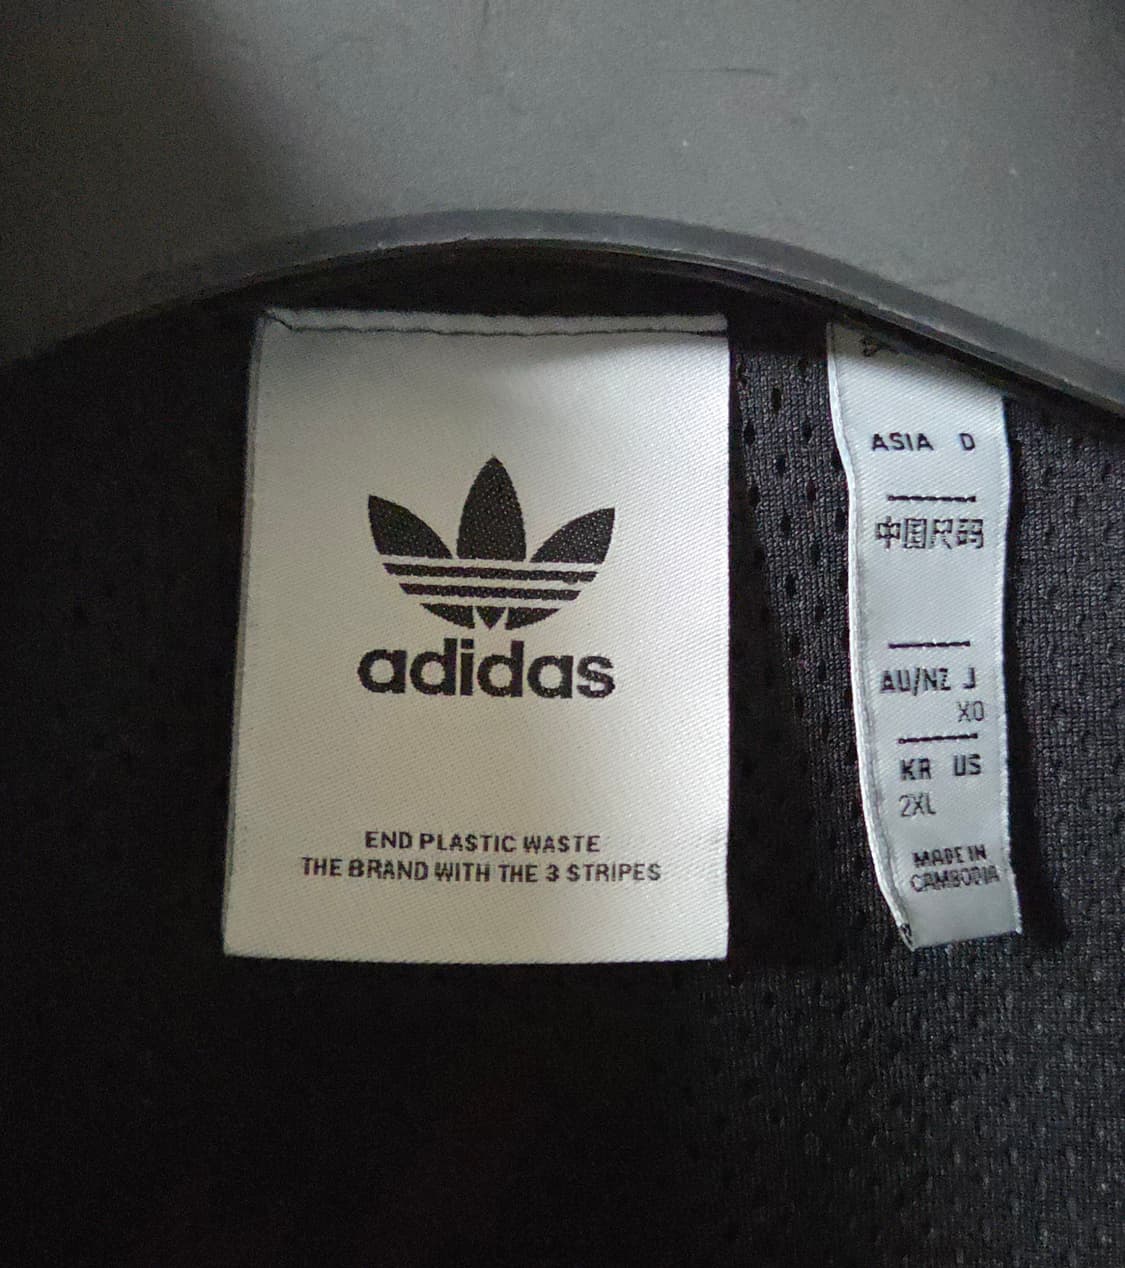 adidas
END PLASTIC WASTE
THE BRAND WITH THE 3 STRIPES
ASIA D
中国尺码
AU/NZ J
XO
KR US
2XL
MADE IN
CAMBODIA